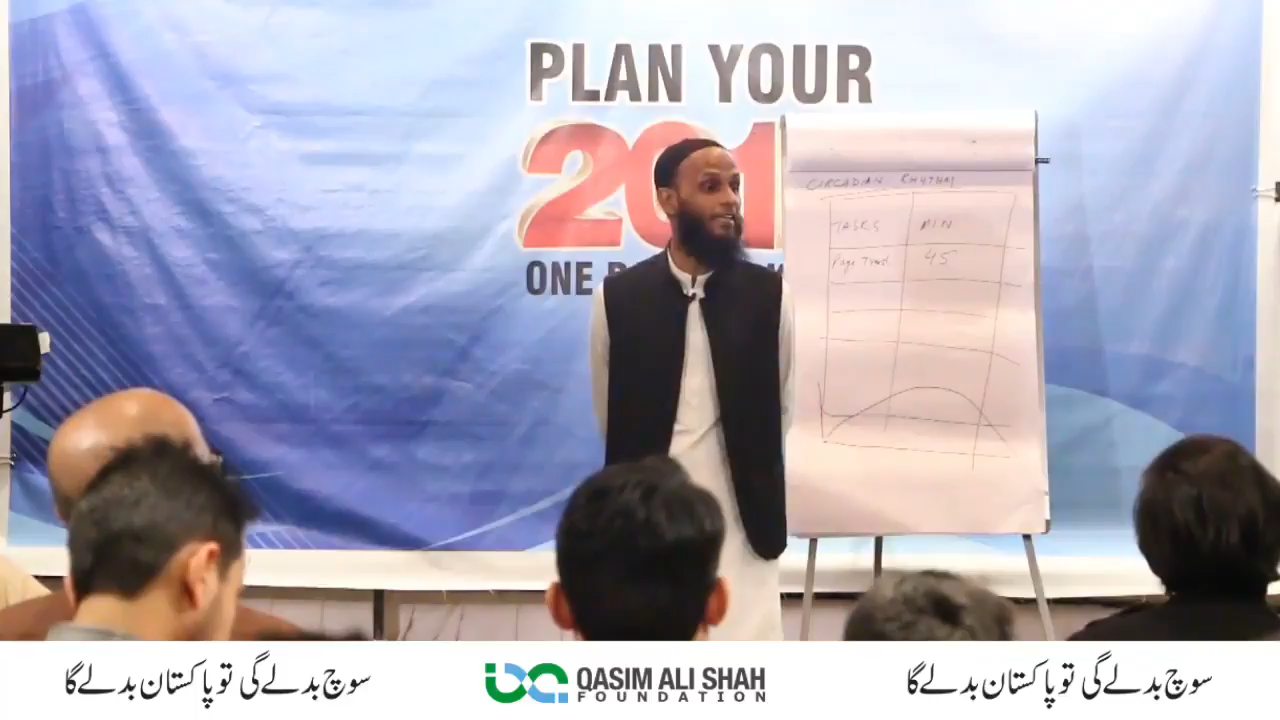 PLAN YOUR
201
ONE
CIRCADIAN RHYTHM
TASKS MIN
45
سوچ بدلے گی تو پاکستان بدلے گا
QASIM ALI SHAH
FOUNDATION
سوچ بدلے گی تو پاکستان بدلے گا